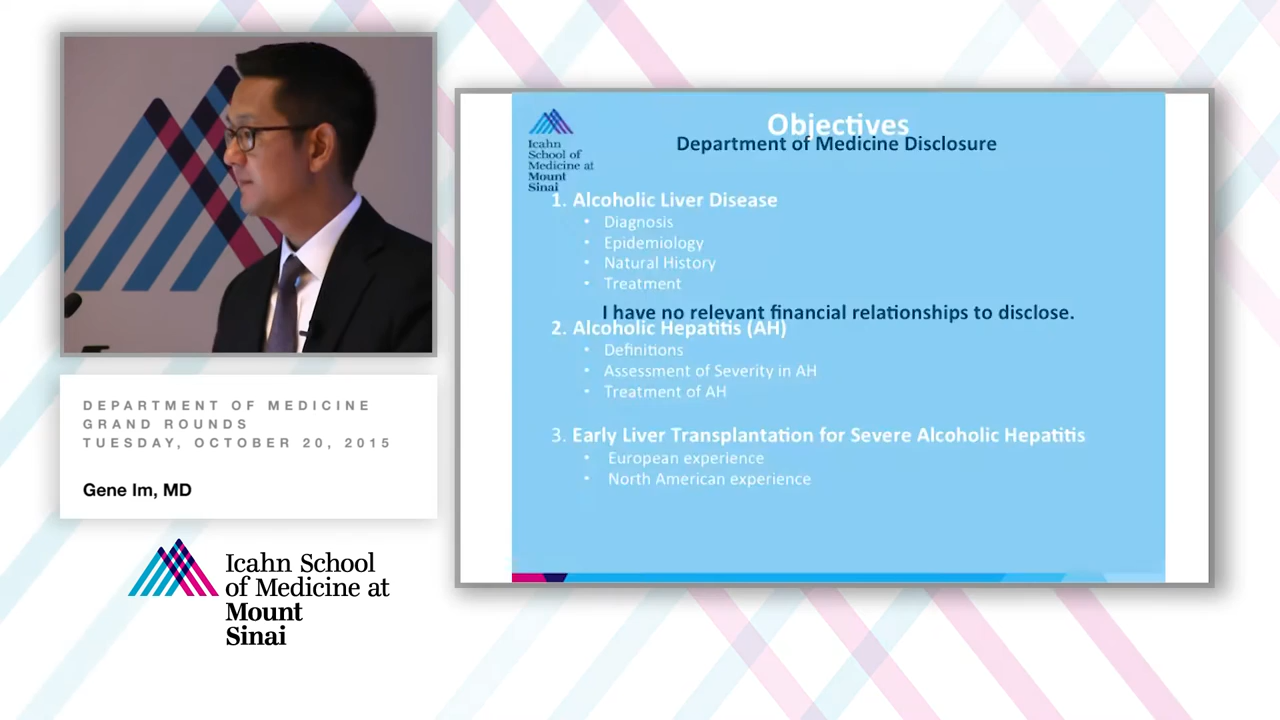 DEPARTMENT OF MEDICINE
GRAND ROUNDS
TUESDAY, OCTOBER 20, 2015
Gene Im, MD
Icahn School
of Medicine at
Mount
Sinai
Icahn
School of
Medicine at
Mount
Sinai
Objectives
Department of Medicine Disclosure
1. Alcoholic Liver Disease
• Diagnosis
• Epidemiology
• Natural History
• Treatment
I have no relevant financial relationships to disclose.
2. Alcoholic Hepatitis (AH)
• Definitions
• Assessment of Severity in AH
• Treatment of AH
3. Early Liver Transplantation for Severe Alcoholic Hepatitis
• European experience
• North American experience